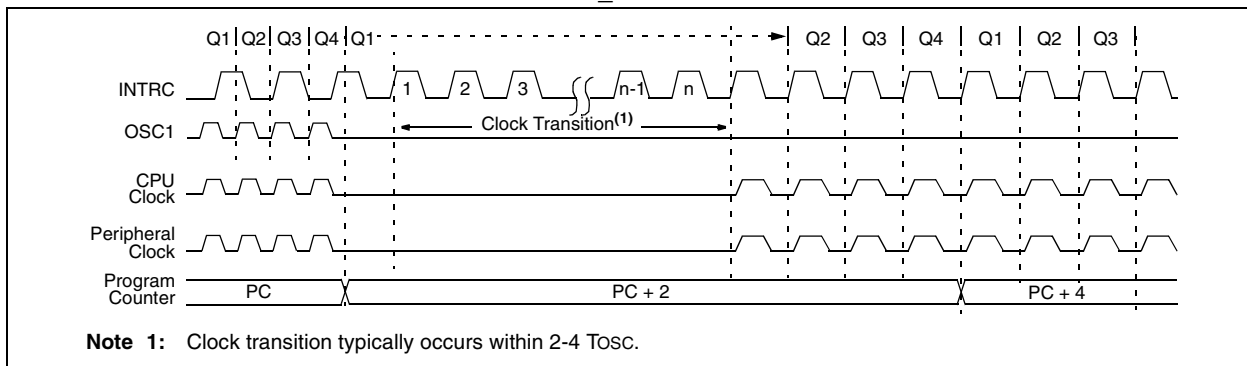 Q1 Q2 Q3 Q4 Q1 Q2 Q3 Q4 Q1 Q2 Q3
INTRC 1 2 3 n-1 n
Clock Transition(1)
OSC1
CPU
Clock
Peripheral
Clock
Program
Counter
PC PC + 2 PC + 4
Note 1: Clock transition typically occurs within 2-4 TOSC.